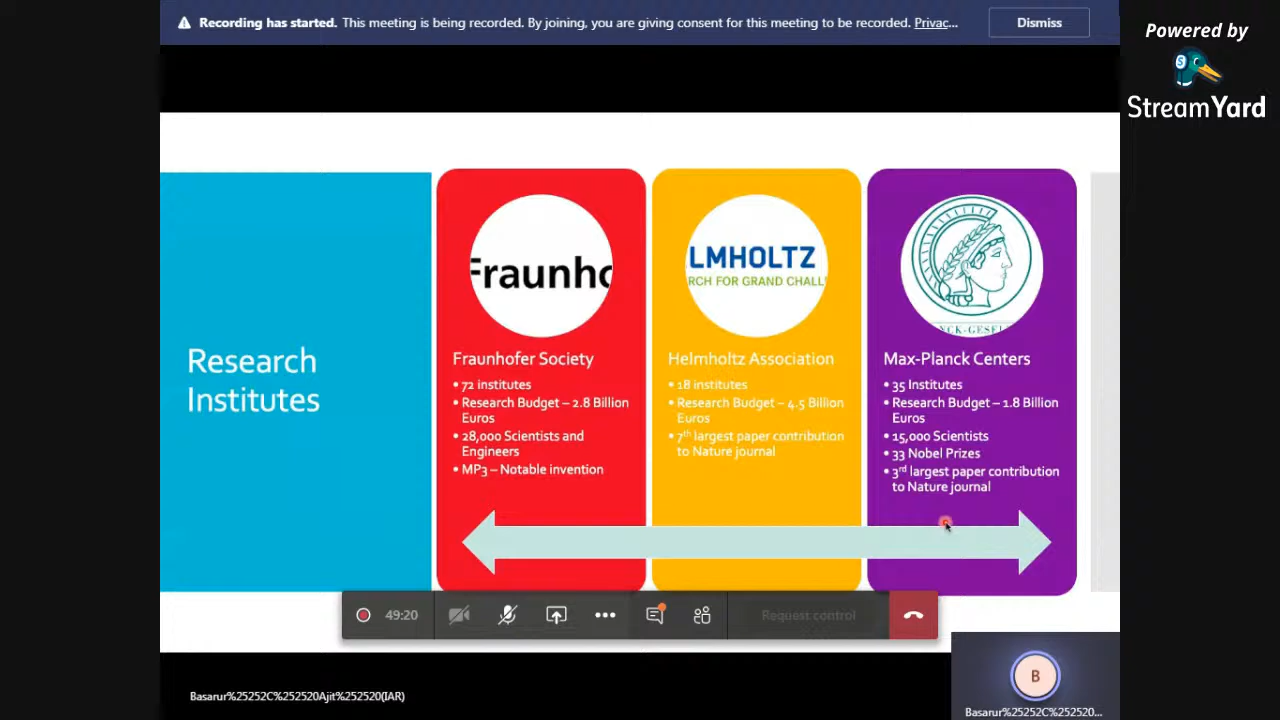 Recording has started. This meeting is being recorded. By joining, you are giving consent for this meeting to be recorded. Privac...
Dismiss
Powered by
StreamYard
Research
Institutes
Fraunho
Fraunhofer Society
• 72 institutes
• Research Budget – 2.8 Billion
Euros
• 28,000 Scientists and
Engineers
• MP3 – Notable invention
LMHOLTZ
RCH FOR GRAND CHALL
Helmholtz Association
• 18 institutes
• Research Budget – 4.5 Billion
Euros
• 7th largest paper contribution
to Nature journal
NCK-GESEL
Max-Planck Centers
• 35 Institutes
• Research Budget – 1.8 Billion
Euros
• 15,000 Scientists
• 33 Nobel Prizes
• 3rd largest paper contribution
to Nature journal
49:20
Request control
Basarur%25252C%252520Ajit%252520(IAR)
B
Basarur%25252C%252520...